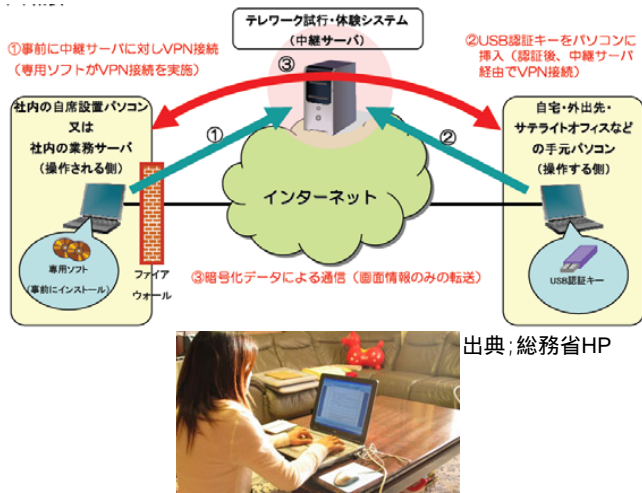 テレワーク試行・体験システム
(中継サーバ)
①事前に中継サーバに対しVPN接続
(専用ソフトがVPN接続を実施)
②USB認証キーをパソコンに
挿入(認証後、中継サーバ
経由でVPN接続)
③
社内の自席設置パソコン
又は
社内の業務サーバ
(操作される側)
①
②
自宅・外出先・
サテライトオフィスなど
の手元パソコン
(操作する側)
インターネット
専用ソフト
(事前にインストール)
ファイア
ウォール
③暗号化データによる通信(画面情報のみの転送)
USB認証キー
出典;総務省HP